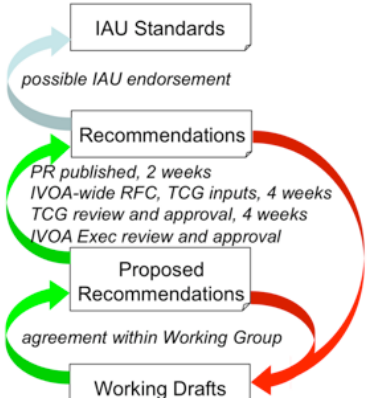 IAU Standards
possible IAU endorsement
Recommendations
PR published, 2 weeks
IVOA-wide RFC, TCG inputs, 4 weeks
TCG review and approval, 4 weeks
IVOA Exec review and approval
Proposed
Recommendations
agreement within Working Group
Working Drafts